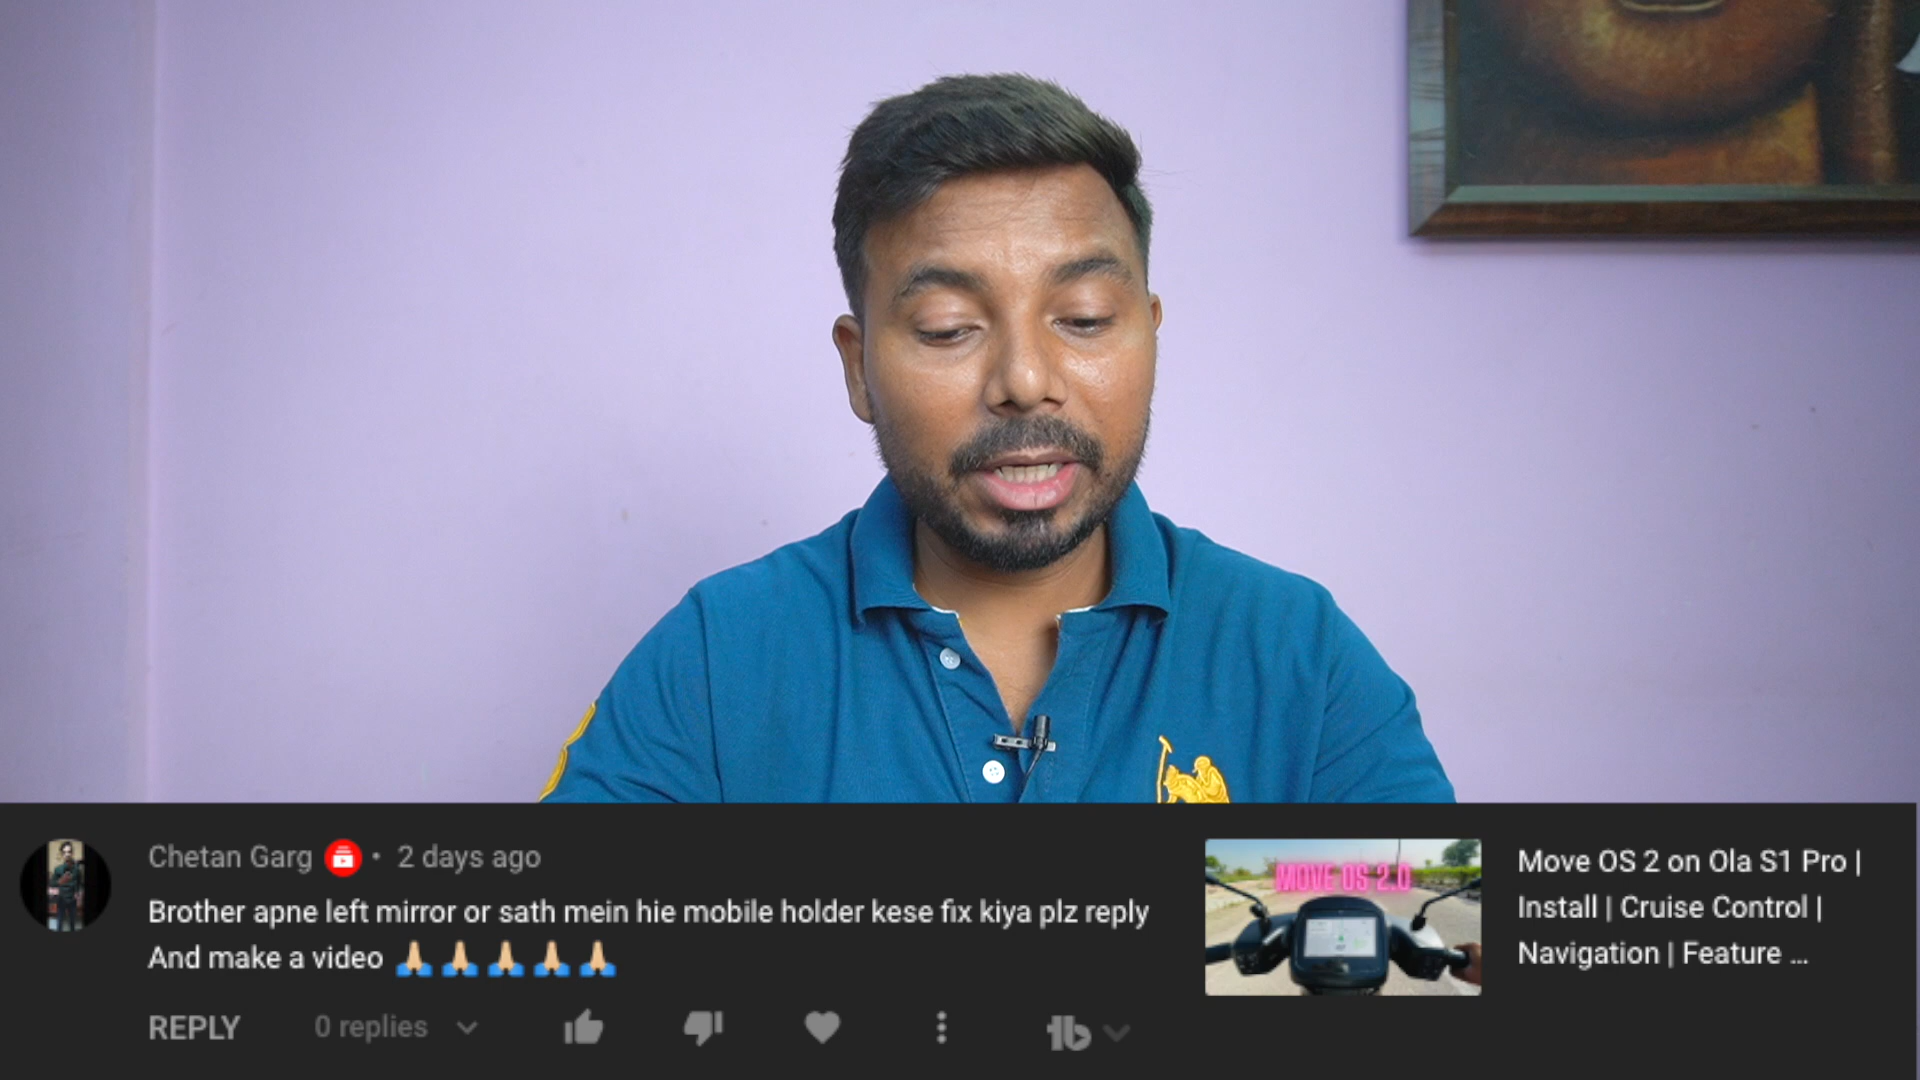 Chetan Garg • 2 days ago
Brother apne left mirror or sath mein hie mobile holder kese fix kiya plz reply
And make a video 🙏🏼 🙏🏼 🙏🏼 🙏🏼 🙏🏼
REPLY 0 replies
MOVE OS 2.0
Move OS 2 on Ola S1 Pro |
Install | Cruise Control |
Navigation | Feature ...